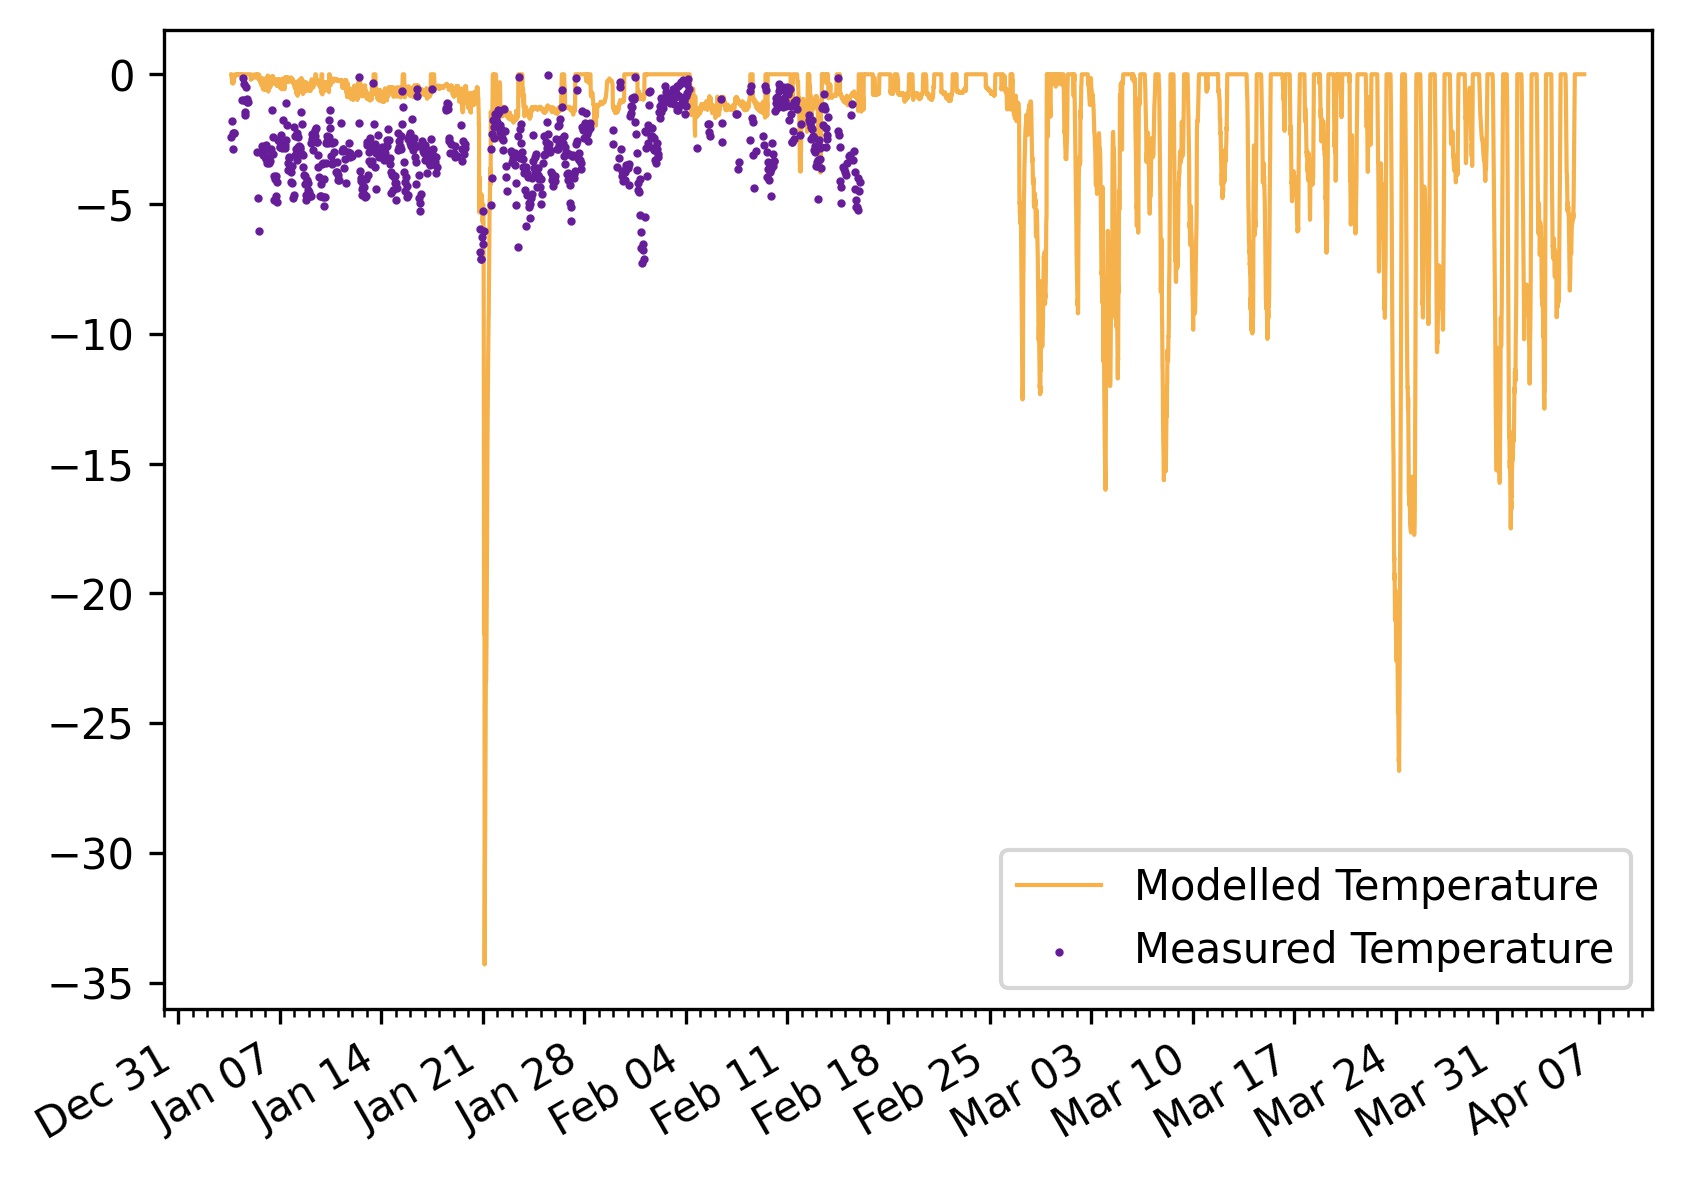 0
−5
−10
−15
−20
−25
−30
−35
Modelled Temperature
Measured Temperature
Dec 31
Jan 07
Jan 14
Jan 21
Jan 28
Feb 04
Feb 11
Feb 18
Feb 25
Mar 03
Mar 10
Mar 17
Mar 24
Mar 31
Apr 07